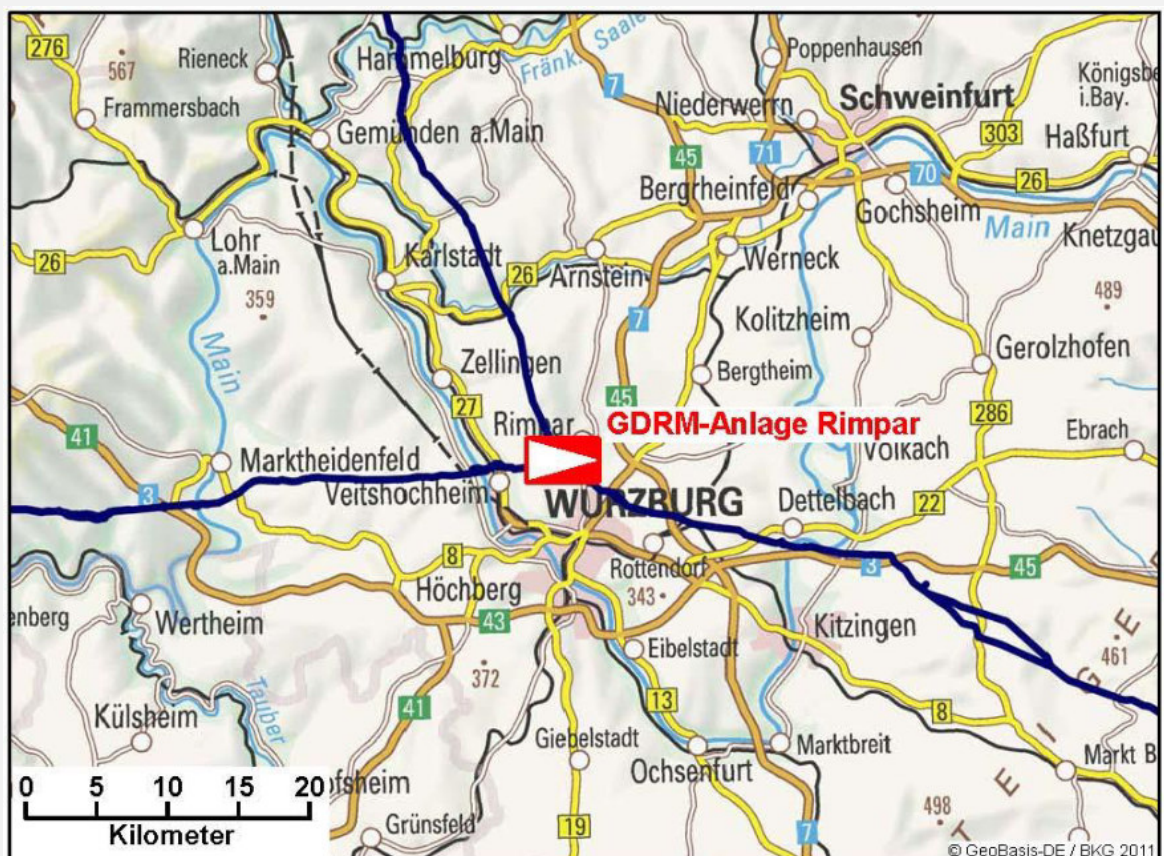 276
567
Rieneck
Hammelburg
Fränk. Saale
Poppenhausen
Königsbe
i.Bay.
Frammersbach
7
Niederwerrn
Schweinfurt
303
Haßfurt
Gemünden a.Main
45
71
70
26
Bergrheinfeld
Gochsheim
Main
Knetzgau
Lohr
a.Main
26
Karlstadt
26
Arnstein
Werneck
359
7
489
Kolitzheim
Main
Gerolzhofen
Zellingen
Bergtheim
27
45
286
Rimpar
GDRM-Anlage Rimpar
41
Ebrach
Marktheidenfeld
Volkach
3
Veitshöchheim
WÜRZBURG
Dettelbach
22
8
Rottendorf
3
45
Höchberg
343
enberg
Wertheim
43
Kitzingen
Eibelstadt
461
372
Tauber
41
13
8
Külsheim
Giebelstadt
Marktbreit
Ochsenfurt
Markt B
S T E I G E
498
0 5 10 15 20
Kilometer
ofsheim
Grünsfeld
19
7
© GeoBasis-DE / BKG 2011